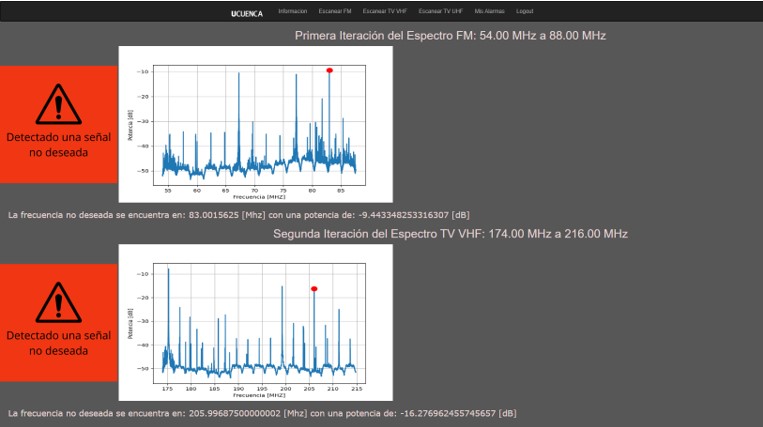 UCUENCA Informacion Escanear FM Escanear TV VHF Escanear TV UHF Mis Alarmas Logout
Primera Iteración del Espectro FM: 54.00 MHz a 88.00 MHz
Detectado una señal
no deseada
Potencia [dB]
−10
−20
−30
−40
−50
55 60 65 70 75 80 85
Frecuencia [MHZ]
La frecuencia no deseada se encuentra en: 83.0015625 [Mhz] con una potencia de: -9.443348253316307 [dB]
Segunda Iteración del Espectro TV VHF: 174.00 MHz a 216.00 MHz
Detectado una señal
no deseada
Potencia [dB]
−10
−20
−30
−40
−50
175 180 185 190 195 200 205 210 215
Frecuencia [MHZ]
La frecuencia no deseada se encuentra en: 205.99687500000002 [Mhz] con una potencia de: -16.276962455745657 [dB]